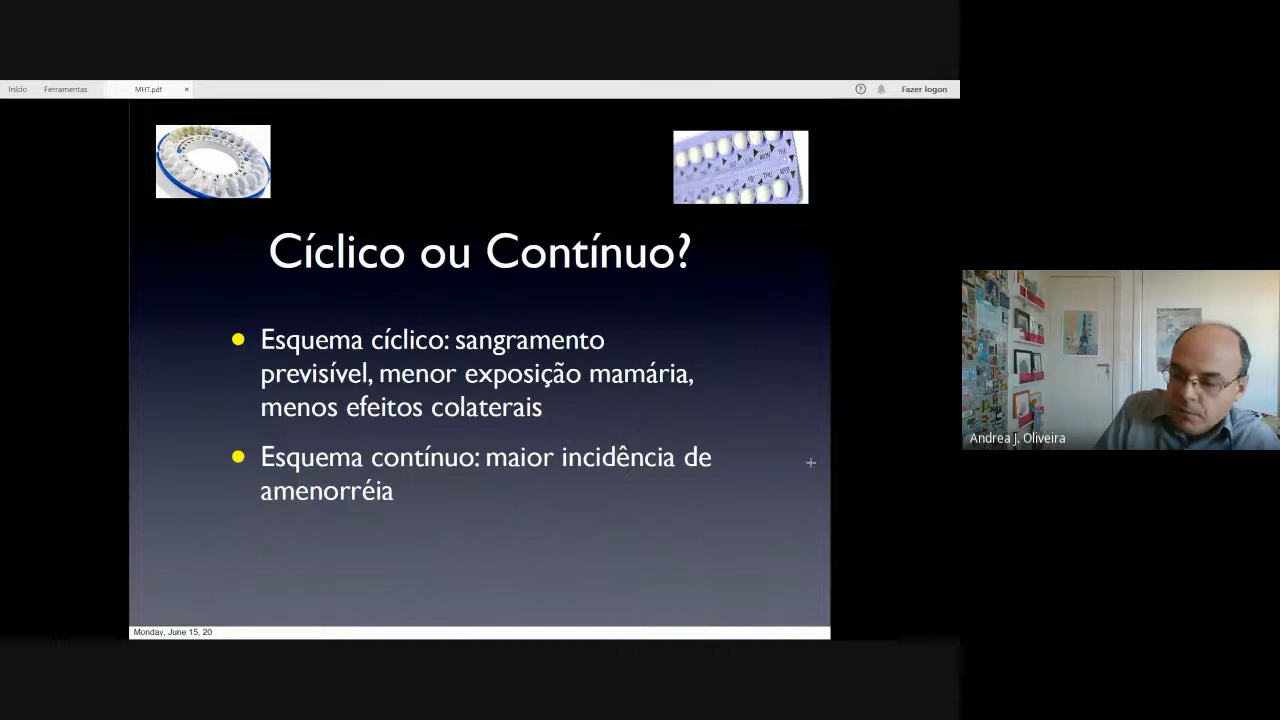 Início Ferramentas MHT.pdf × ? Fazer logon
Cíclico ou Contínuo?
Esquema cíclico: sangramento
previsível, menor exposição mamária,
menos efeitos colaterais
Esquema contínuo: maior incidência de
amenorréia
Andrea J. Oliveira
Monday, June 15, 20